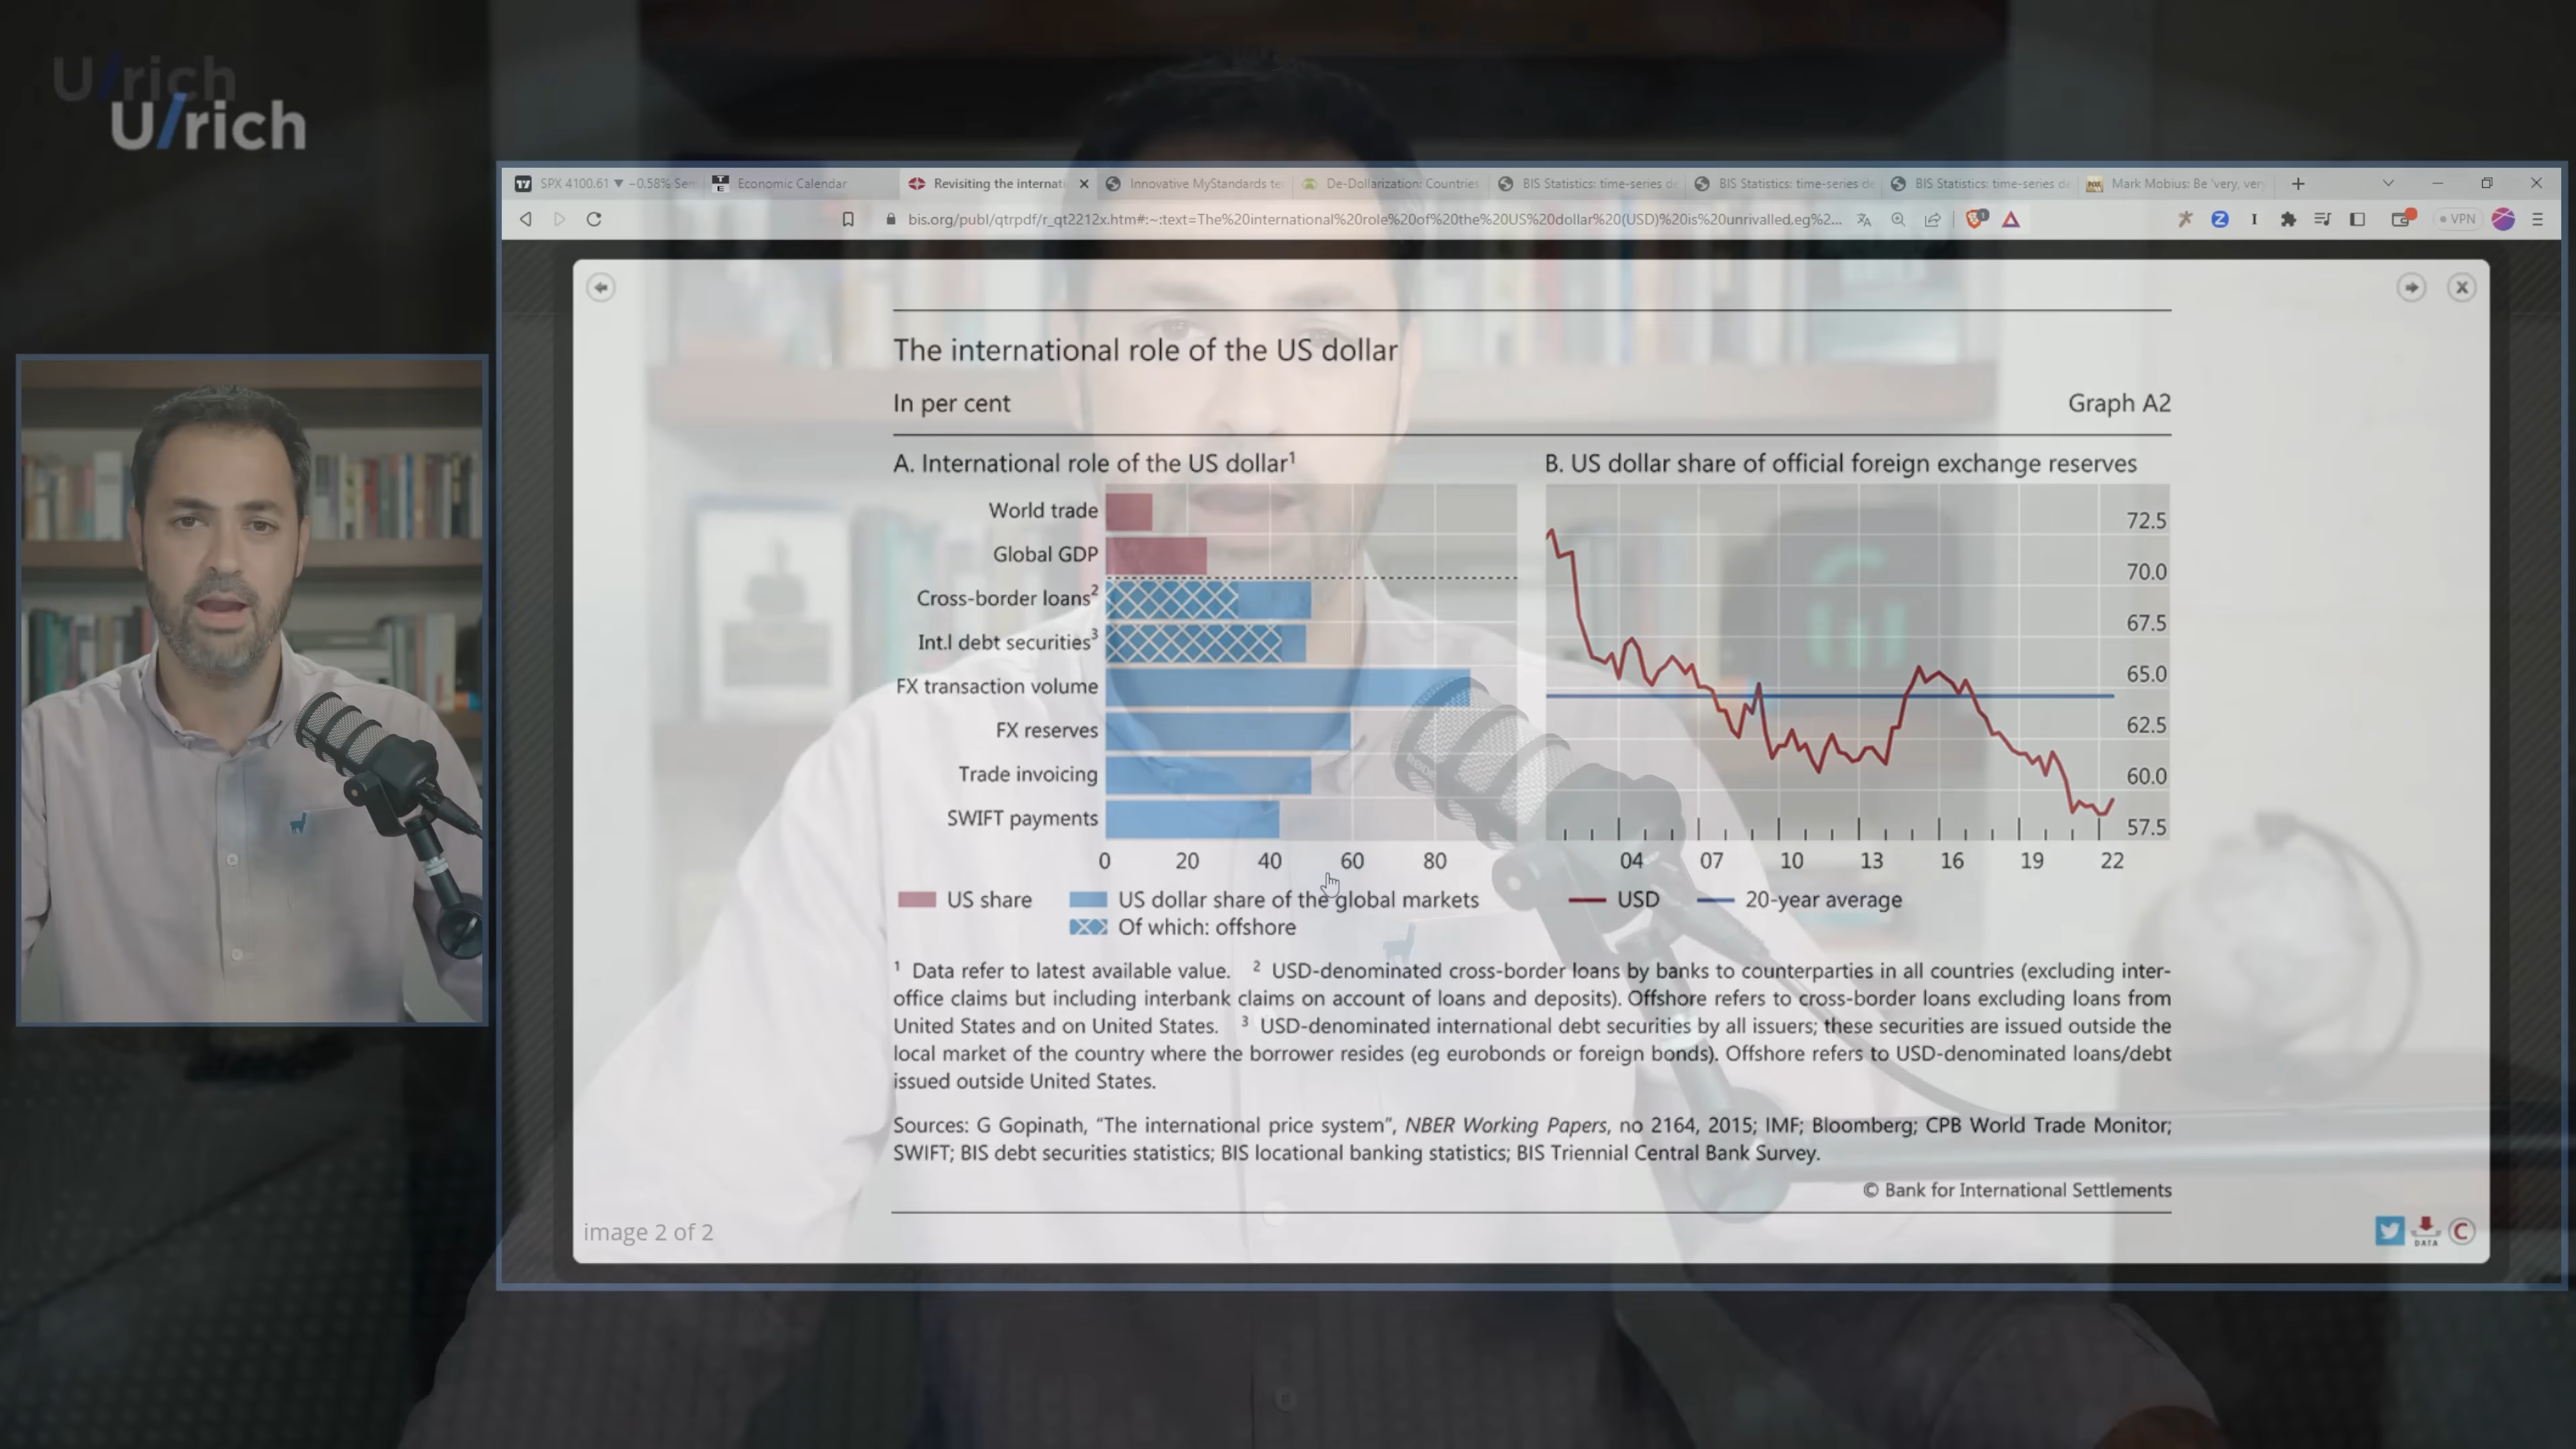 U/rich
U/rich
SPX 4100.61 ▼ −0.58% Sem
Economic Calendar
Revisiting the internati
Innovative MyStandards te
De-Dollarization: Countries
BIS Statistics: time-series de
BIS Statistics: time-series de
BIS Statistics: time-series de
Mark Mobius: Be 'very, very
bis.org/publ/qtrpdf/r_qt2212x.htm#:~:text=The%20international%20role%20of%20the%20US%20dollar%20(USD)%20is%20unrivalled.eg%2...
VPN
The international role of the US dollar
In per cent
Graph A2
A. International role of the US dollar¹
World trade
Global GDP
Cross-border loans²
Int.l debt securities³
FX transaction volume
FX reserves
Trade invoicing
SWIFT payments
0 20 40 60 80
US share
US dollar share of the global markets
Of which: offshore
B. US dollar share of official foreign exchange reserves
72.5
70.0
67.5
65.0
62.5
60.0
57.5
04 07 10 13 16 19 22
USD
20-year average
¹ Data refer to latest available value. ² USD-denominated cross-border loans by banks to counterparties in all countries (excluding inter-
office claims but including interbank claims on account of loans and deposits). Offshore refers to cross-border loans excluding loans from
United States and on United States. ³ USD-denominated international debt securities by all issuers; these securities are issued outside the
local market of the country where the borrower resides (eg eurobonds or foreign bonds). Offshore refers to USD-denominated loans/debt
issued outside United States.
Sources: G Gopinath, “The international price system”, NBER Working Papers, no 2164, 2015; IMF; Bloomberg; CPB World Trade Monitor;
SWIFT; BIS debt securities statistics; BIS locational banking statistics; BIS Triennial Central Bank Survey.
© Bank for International Settlements
image 2 of 2
DATA